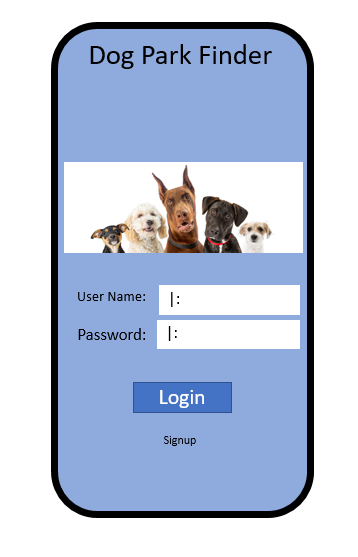 Dog Park Finder
User Name: |:
Password: |:
Login
Signup